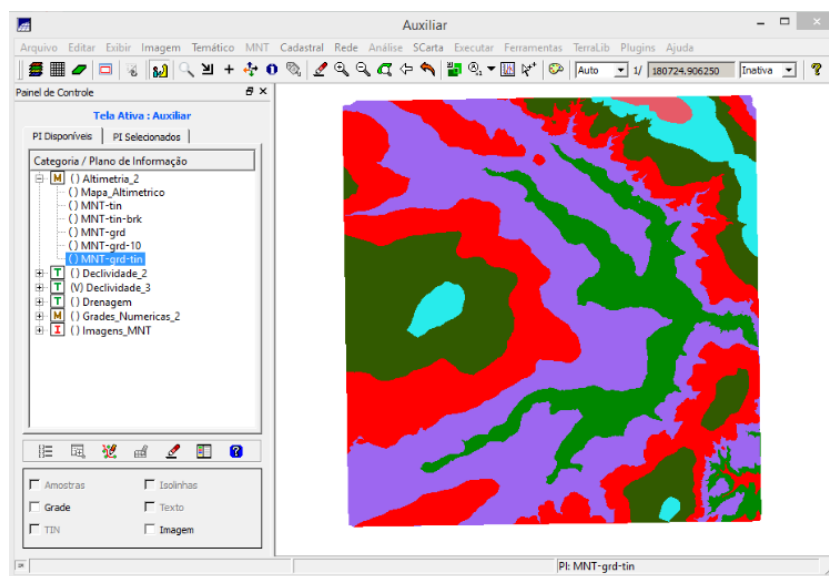 Auxiliar
Arquivo Editar Exibir Imagem Temático MNT Cadastral Rede Análise SCarta Executar Ferramentas TerraLib Plugins Ajuda
Auto 1/ 180724.906250 Inativa
Painel de Controle
Tela Ativa : Auxiliar
PI Disponíveis PI Selecionados
Categoria / Plano de Informação
M () Altimetria_2
() Mapa_Altimetrico
() MNT-tin
() MNT-tin-brk
() MNT-grd
() MNT-grd-10
() MNT-grd-tin
T () Declividade_2
T (V) Declividade_3
T () Drenagem
M () Grades_Numericas_2
I () Imagens_MNT
Amostras Isolinhas
Grade Texto
TIN Imagem
PI: MNT-grd-tin